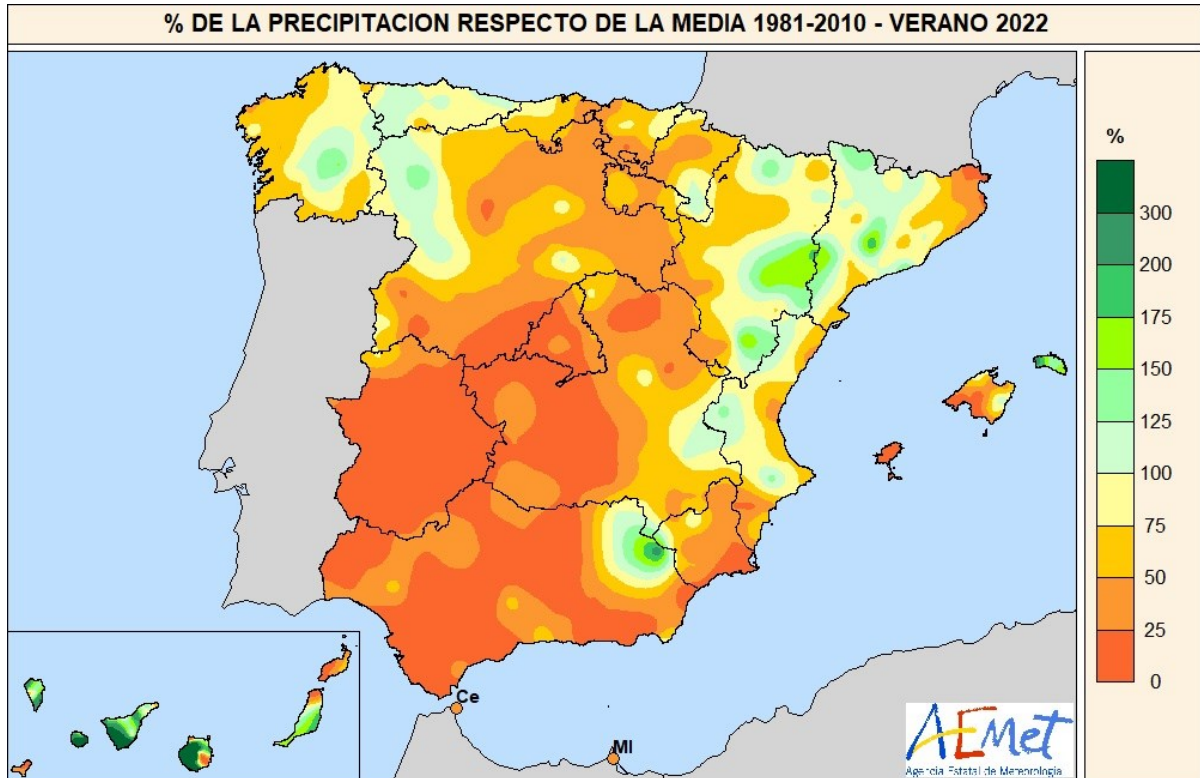 % DE LA PRECIPITACION RESPECTO DE LA MEDIA 1981-2010 - VERANO 2022
%
300
200
175
150
125
100
75
50
25
0
Ce
Ml
AEMet
Agencia Estatal de Meteorología